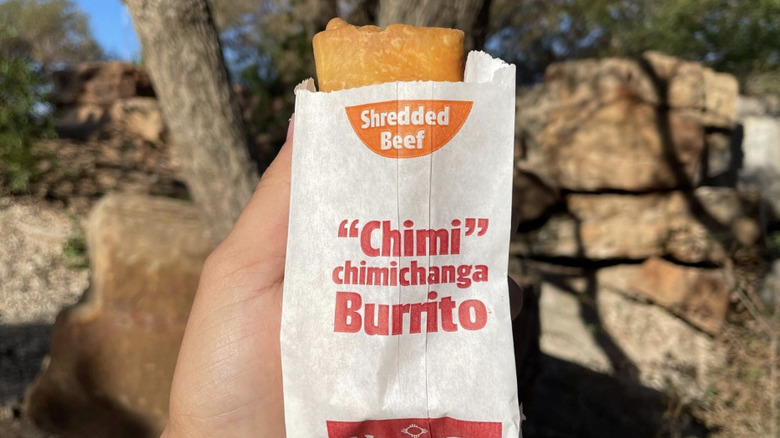 Shredded
Beef
“Chimi”
chimichanga
Burrito